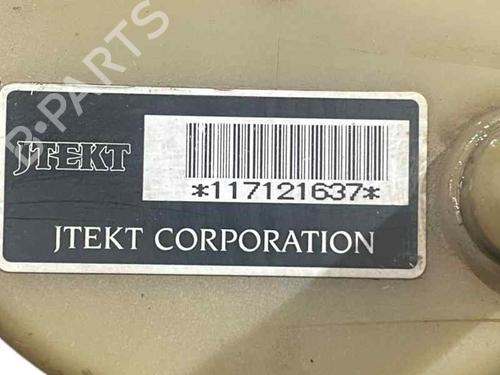 B-PARTS
JTEKT
*117121637*
JTEKT CORPORATION